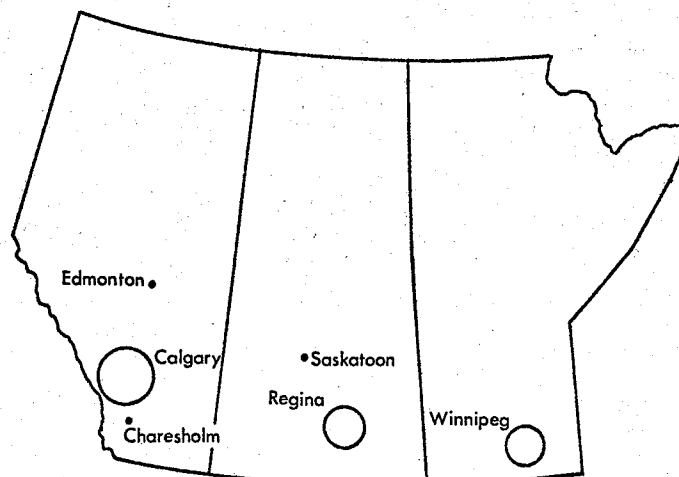 Edmonton
Calgary
Saskatoon
Regina
Winnipeg
Charesholm